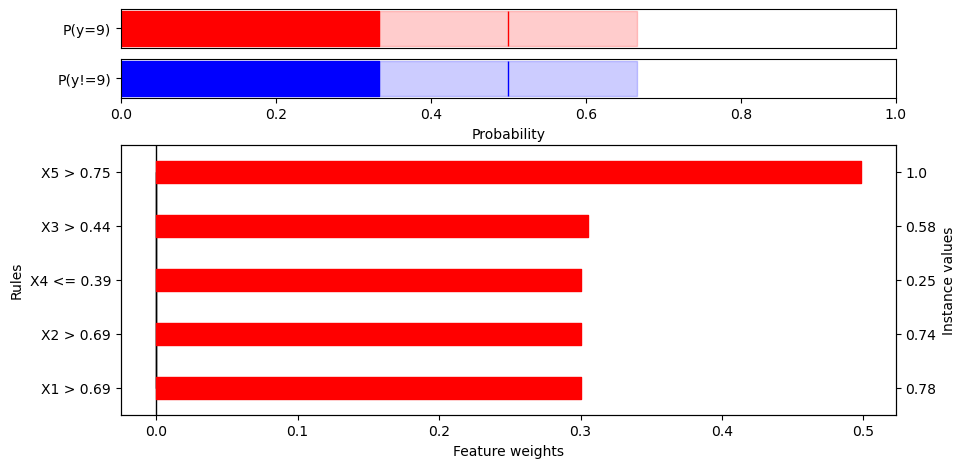 P(y=9)
P(y!=9)
0.0 0.2 0.4 0.6 0.8 1.0
Probability
X5 > 0.75 1.0
X3 > 0.44 0.58
X4 <= 0.39 0.25
X2 > 0.69 0.74
X1 > 0.69 0.78
Rules
Instance values
0.0 0.1 0.2 0.3 0.4 0.5
Feature weights